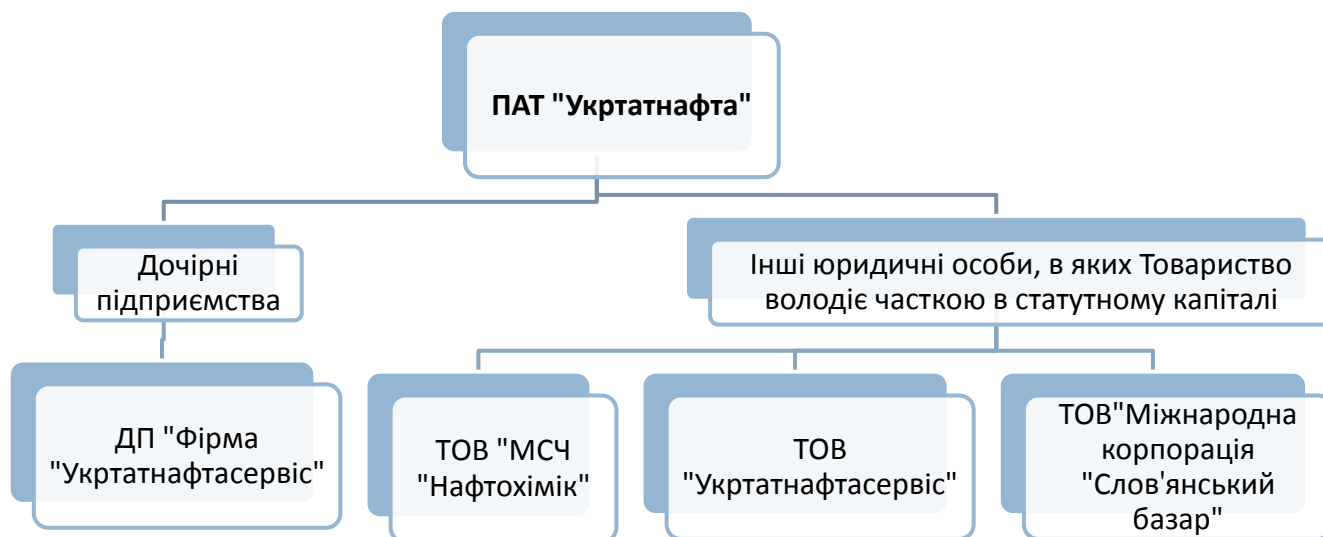 ПАТ "Укртатнафта"
Дочірні
підприємства
Інші юридичні особи, в яких Товариство
володіє часткою в статутному капіталі
ДП "Фірма
"Укртатнафтасервіс"
ТОВ "МСЧ
"Нафтохімік"
ТОВ
"Укртатнафтасервіс"
ТОВ"Міжнародна
корпорація
"Слов'янський
базар"